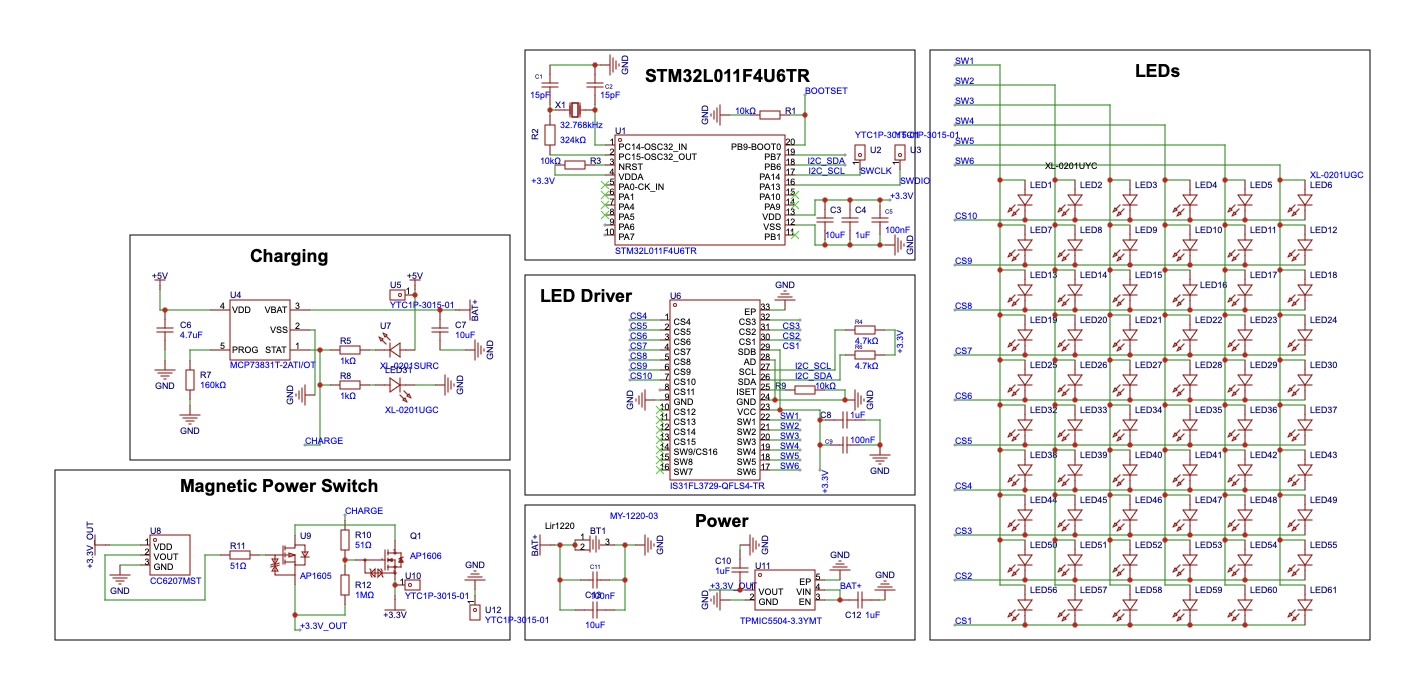 Charging
+5V
+5V
U5
1
YTC1P-3015-01
U4
4
VDD
VBAT
3
BAT+
C6
4.7uF
VSS
2
U7
C7
10uF
5
PROG
STAT
1
R5
1kΩ
XL-0201SURC
GND
MCP73831T-2ATI/OT
GND
R7
160kΩ
R8
1kΩ
XL-0201UGC
GND
GND
GND
CHARGE
Magnetic Power Switch
CHARGE
+3.3V_OUT
U8
1
VDD
2
VOUT
3
GND
CC6207MST
GND
R11
51Ω
U9
AP1605
R10
51Ω
Q1
AP1606
R12
1MΩ
1
U10
YTC1P-3015-01
+3.3V
+3.3V_OUT
GND
1
U12
YTC1P-3015-01
STM32L011F4U6TR
C1
15pF
C2
15pF
GND
X1
32.768kHz
R2
324kΩ
10kΩ
R3
+3.3V
BOOTSET
GND
10kΩ
R1
U1
1
PC14-OSC32_IN
PB9-BOOT0
20
2
PC15-OSC32_OUT
PB7
19
3
NRST
PB6
18
I2C_SDA
4
VDDA
PA14
17
I2C_SCL
5
PA0-CK_IN
PA13
16
6
PA1
PA10
15
7
PA4
PA9
14
8
PA5
VDD
13
9
PA6
VSS
12
10
PA7
PB1
11
STM32L011F4U6TR
YTC1P-3015-01
U2
1
U3
1
SWCLK
SWDIO
+3.3V
C3
10uF
C4
1uF
C5
100nF
GND
LED Driver
U6
GND
EP
33
CS4
1
CS4
CS3
32
CS3
CS5
2
CS5
CS2
31
CS2
CS6
3
CS6
CS1
30
CS1
CS7
4
CS7
SDB
29
CS8
5
CS8
AD
28
CS9
6
CS9
SCL
27
I2C_SCL
CS10
7
CS10
SDA
26
I2C_SDA
8
CS11
ISET
25
GND
9
GND
GND
24
10
CS12
VCC
23
11
CS13
SW1
22
SW1
12
CS14
SW2
21
SW2
13
CS15
SW3
20
SW3
14
SW9/CS16
SW4
19
SW4
15
SW8
SW5
18
SW5
16
SW7
SW6
17
SW6
IS31FL3729-QFLS4-TR
R4
4.7kΩ
+3.3V
4.7kΩ
R9
10kΩ
GND
C8
1uF
C9
100nF
GND
+3.3V
Power
MY-1220-03
Lir1220
BT1
1
2
3
BAT+
GND
C11
10uF
C10
1uF
GND
+3.3V_OUT
GND
U11
VOUT
2
GND
EP
5
VIN
4
EN
3
TPMIC5504-3.3YMT
GND
BAT+
C12 1uF
GND
LEDs
SW1
SW2
SW3
SW4
SW5
SW6
XL-0201UYC
XL-0201UGC
LED1 LED2 LED3 LED4 LED5 LED6
CS10
LED7 LED8 LED9 LED10 LED11 LED12
CS9
LED13 LED14 LED15 LED16 LED17 LED18
CS8
LED19 LED20 LED21 LED22 LED23 LED24
CS7
LED25 LED26 LED27 LED28 LED29 LED30
CS6
LED32 LED33 LED34 LED35 LED36 LED37
CS5
LED38 LED39 LED40 LED41 LED42 LED43
CS4
LED44 LED45 LED46 LED47 LED48 LED49
CS3
LED50 LED51 LED52 LED53 LED54 LED55
CS2
LED56 LED57 LED58 LED59 LED60 LED61
CS1